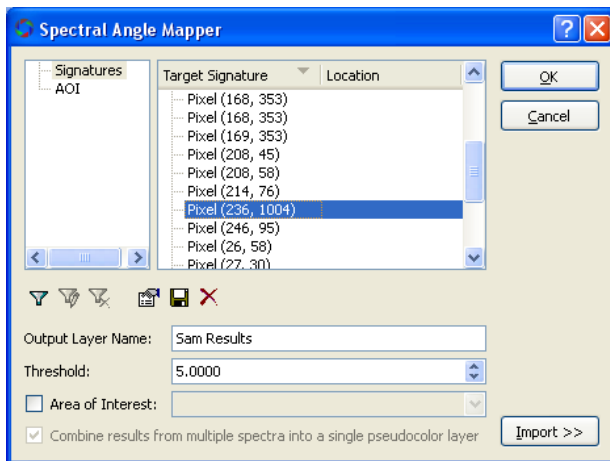 Spectral Angle Mapper
Signatures
AOI
Target Signature Location
Pixel (168, 353)
Pixel (168, 353)
Pixel (169, 353)
Pixel (208, 45)
Pixel (208, 58)
Pixel (214, 76)
Pixel (236, 1004)
Pixel (246, 95)
Pixel (26, 58)
Pixel (27, 30)
OK
Cancel
Output Layer Name: Sam Results
Threshold: 5.0000
Area of Interest:
Combine results from multiple spectra into a single pseudocolor layer
Import >>